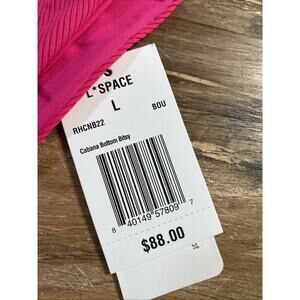 L*SPACE
L
RHCNB22
BOU
Cabana Bottom Bitsy
8 40149 57809 7
$88.00